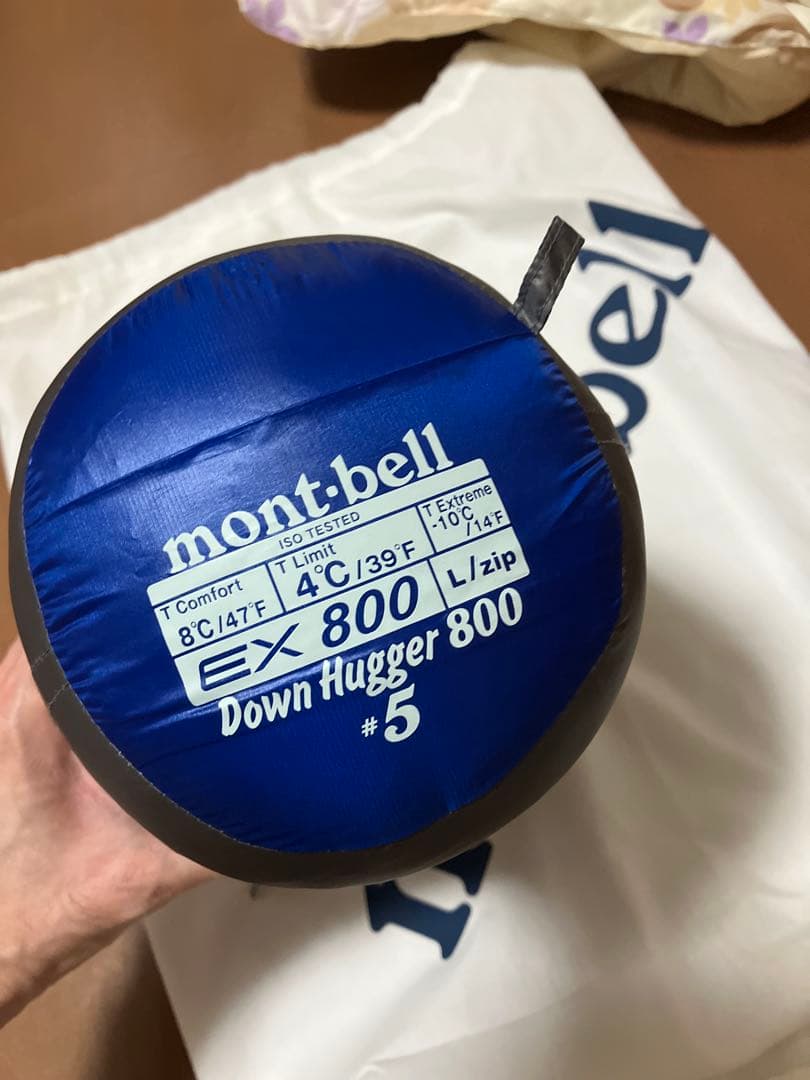 mont·bell
ISO TESTED
T Comfort
8°C/47°F
T Limit
4°C/39°F
T Extreme
-10°C
/14°F
EX 800
L/zip
Down Hugger 800
#5
bell